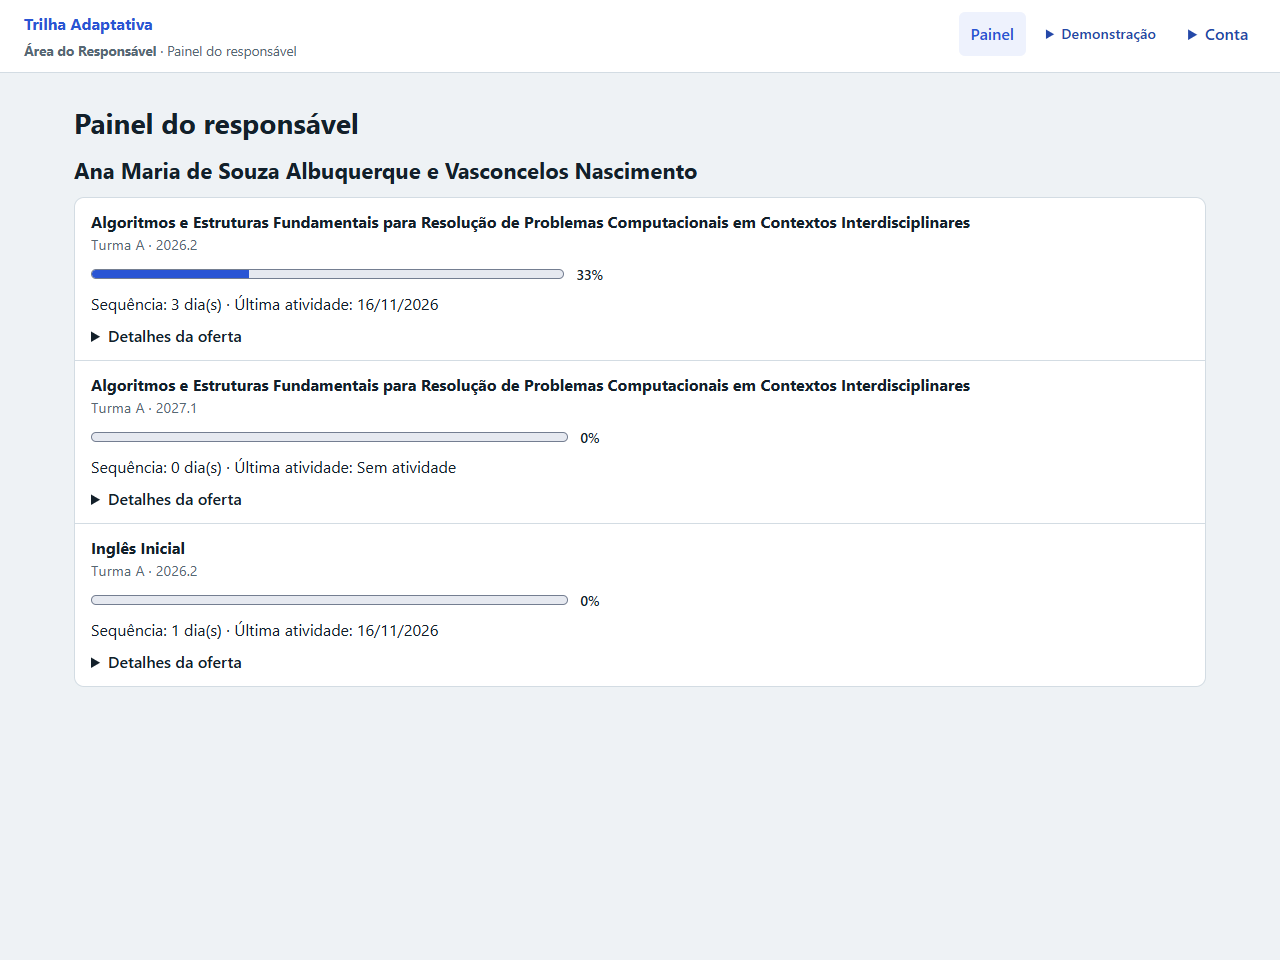 Trilha Adaptativa
Área do Responsável · Painel do responsável
Painel
Demonstração
Conta
Painel do responsável
Ana Maria de Souza Albuquerque e Vasconcelos Nascimento
Algoritmos e Estruturas Fundamentais para Resolução de Problemas Computacionais em Contextos Interdisciplinares
Turma A · 2026.2
33%
Sequência: 3 dia(s) · Última atividade: 16/11/2026
Detalhes da oferta
Algoritmos e Estruturas Fundamentais para Resolução de Problemas Computacionais em Contextos Interdisciplinares
Turma A · 2027.1
0%
Sequência: 0 dia(s) · Última atividade: Sem atividade
Detalhes da oferta
Inglês Inicial
Turma A · 2026.2
0%
Sequência: 1 dia(s) · Última atividade: 16/11/2026
Detalhes da oferta